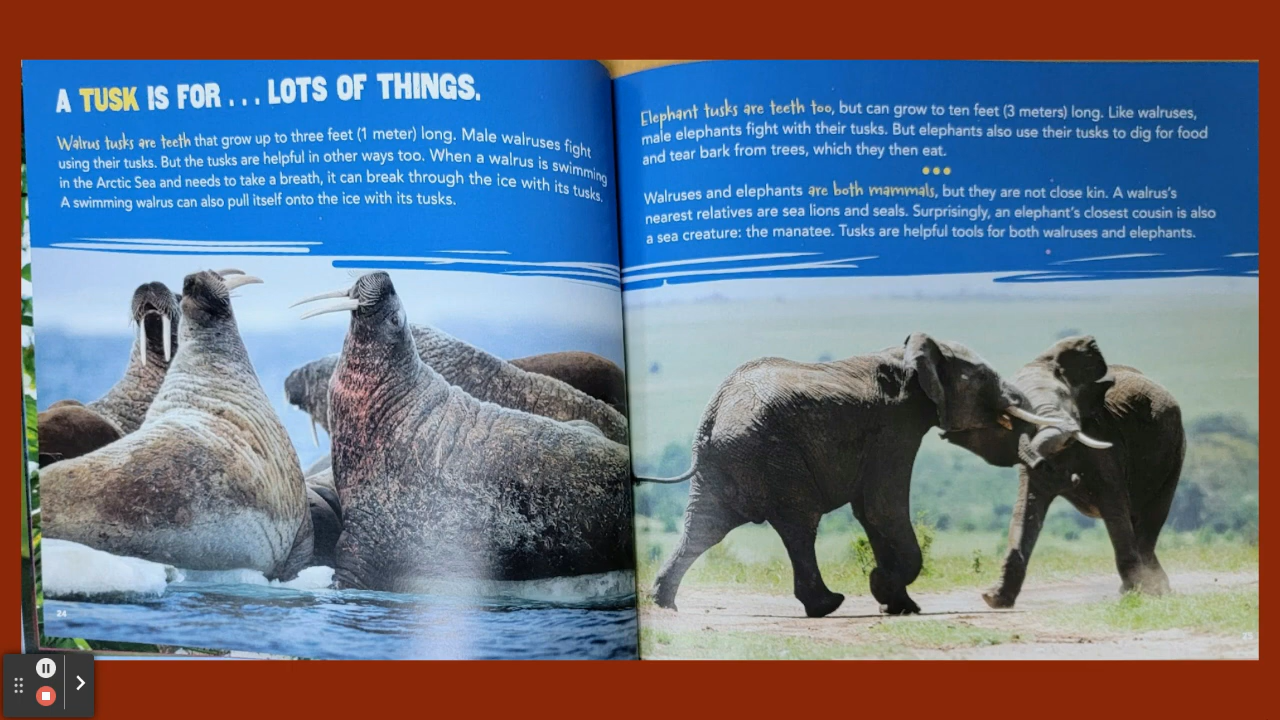 A TUSK IS FOR . . . LOTS OF THINGS.
Walrus tusks are teeth that grow up to three feet (1 meter) long. Male walruses fight
using their tusks. But the tusks are helpful in other ways too. When a walrus is swimming
in the Arctic Sea and needs to take a breath, it can break through the ice with its tusks.
A swimming walrus can also pull itself onto the ice with its tusks.
24
Elephant tusks are teeth too, but can grow to ten feet (3 meters) long. Like walruses,
male elephants fight with their tusks. But elephants also use their tusks to dig for food
and tear bark from trees, which they then eat.
Walruses and elephants are both mammals, but they are not close kin. A walrus's
nearest relatives are sea lions and seals. Surprisingly, an elephant's closest cousin is also
a sea creature: the manatee. Tusks are helpful tools for both walruses and elephants.
25